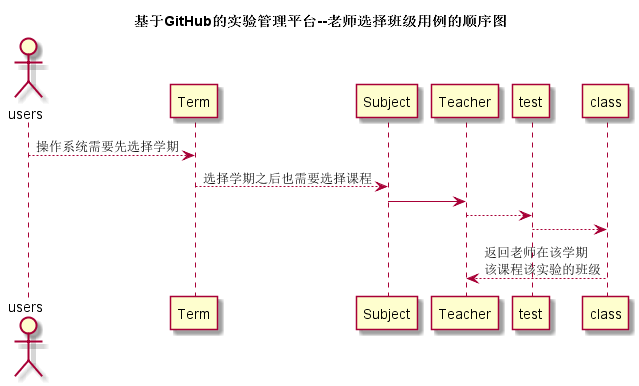 基于GitHub的实验管理平台--老师选择班级用例的顺序图
users
Term
Subject
Teacher
test
class
操作系统需要先选择学期
选择学期之后也需要选择课程
返回老师在该学期
该课程该实验的班级
users
Term
Subject
Teacher
test
class